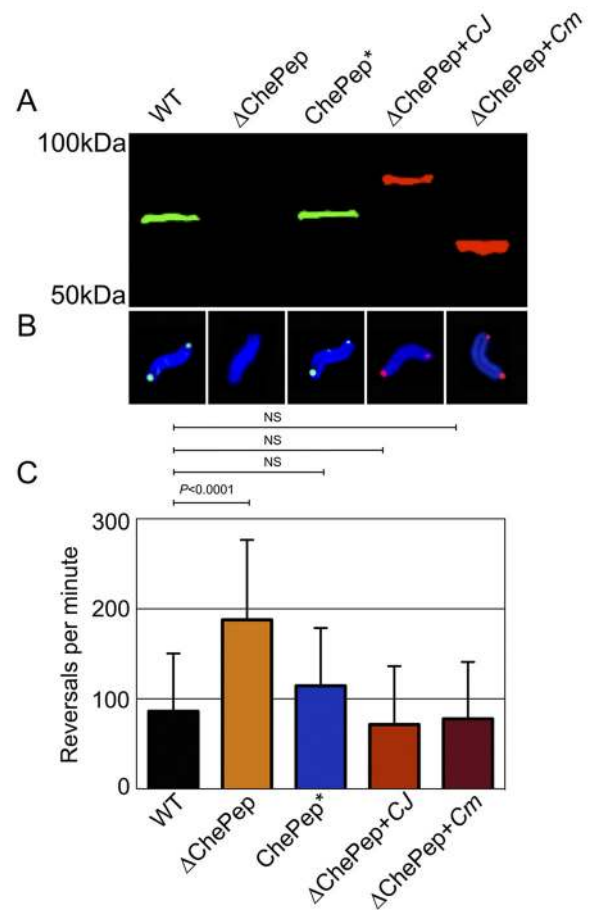 WT
ΔChePep
ChePep*
ΔChePep+CJ
ΔChePep+Cm
A
100kDa
50kDa
B
NS
NS
NS
P<0.0001
C
Reversals per minute
300
200
100
0
WT
ΔChePep
ChePep*
ΔChePep+CJ
ΔChePep+Cm